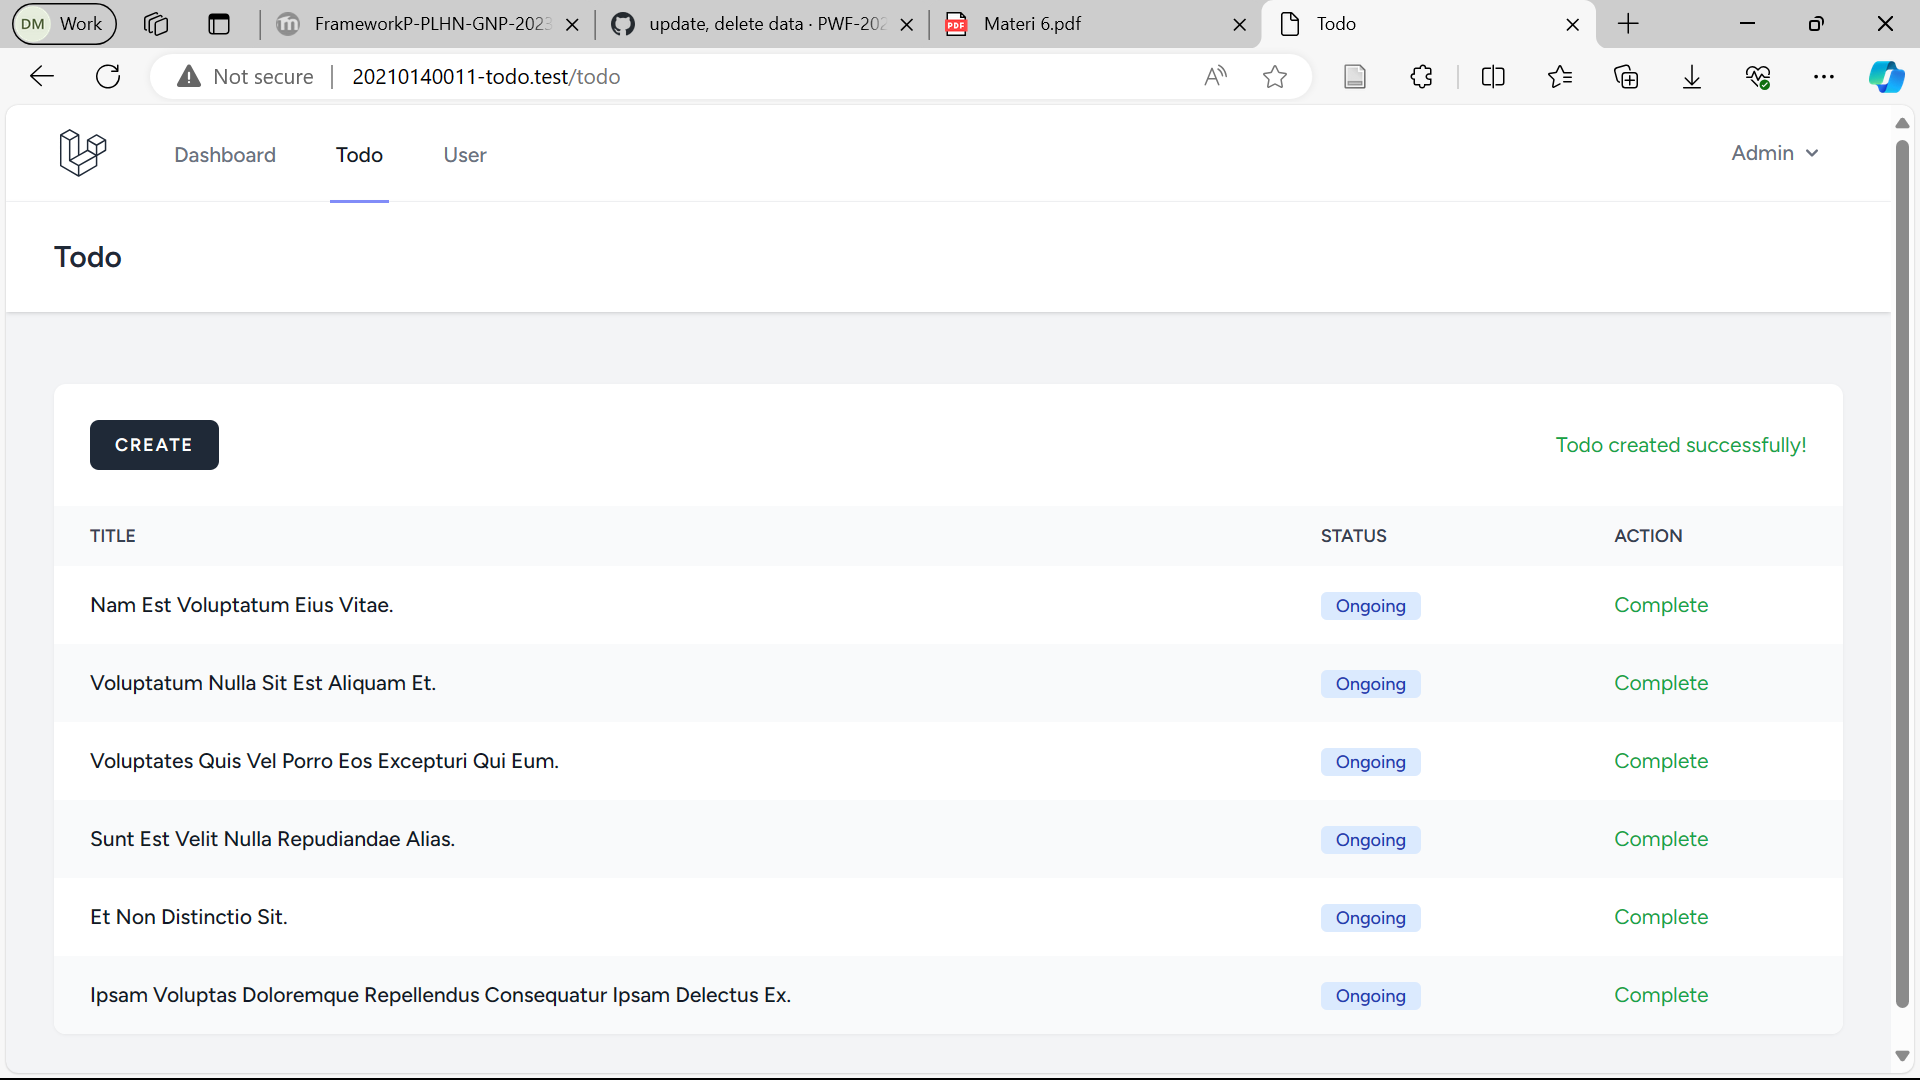 DM Work
FrameworkP-PLHN-GNP-2023
update, delete data · PWF-202
PDF Materi 6.pdf
Todo
Not secure
20210140011-todo.test/todo
Dashboard
Todo
User
Admin
Todo
CREATE
Todo created successfully!
TITLE STATUS ACTION
Nam Est Voluptatum Eius Vitae. Ongoing Complete
Voluptatum Nulla Sit Est Aliquam Et. Ongoing Complete
Voluptates Quis Vel Porro Eos Excepturi Qui Eum. Ongoing Complete
Sunt Est Velit Nulla Repudiandae Alias. Ongoing Complete
Et Non Distinctio Sit. Ongoing Complete
Ipsam Voluptas Doloremque Repellendus Consequatur Ipsam Delectus Ex. Ongoing Complete